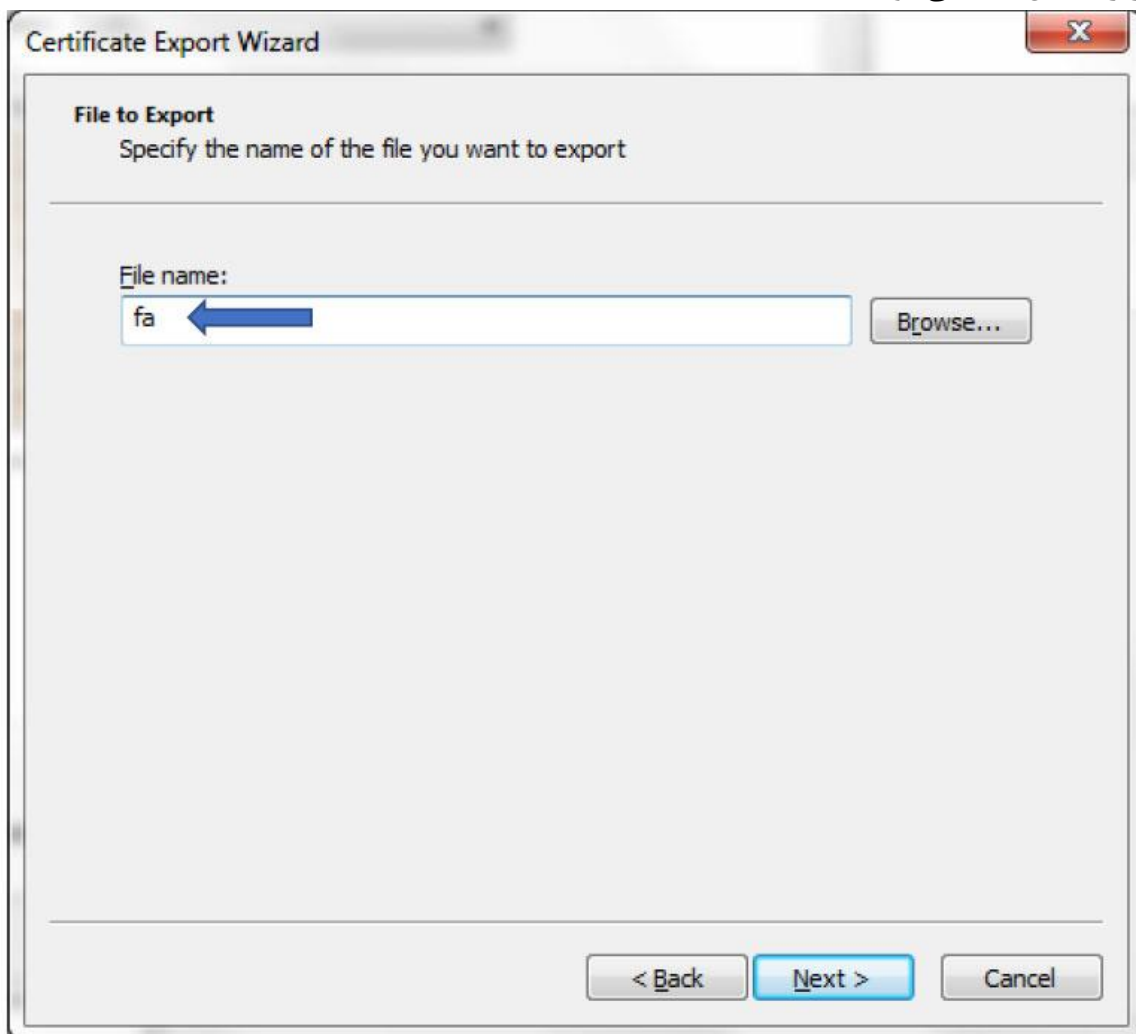 Certificate Export Wizard
File to Export
Specify the name of the file you want to export
File name:
fa
Browse...
< Back
Next >
Cancel